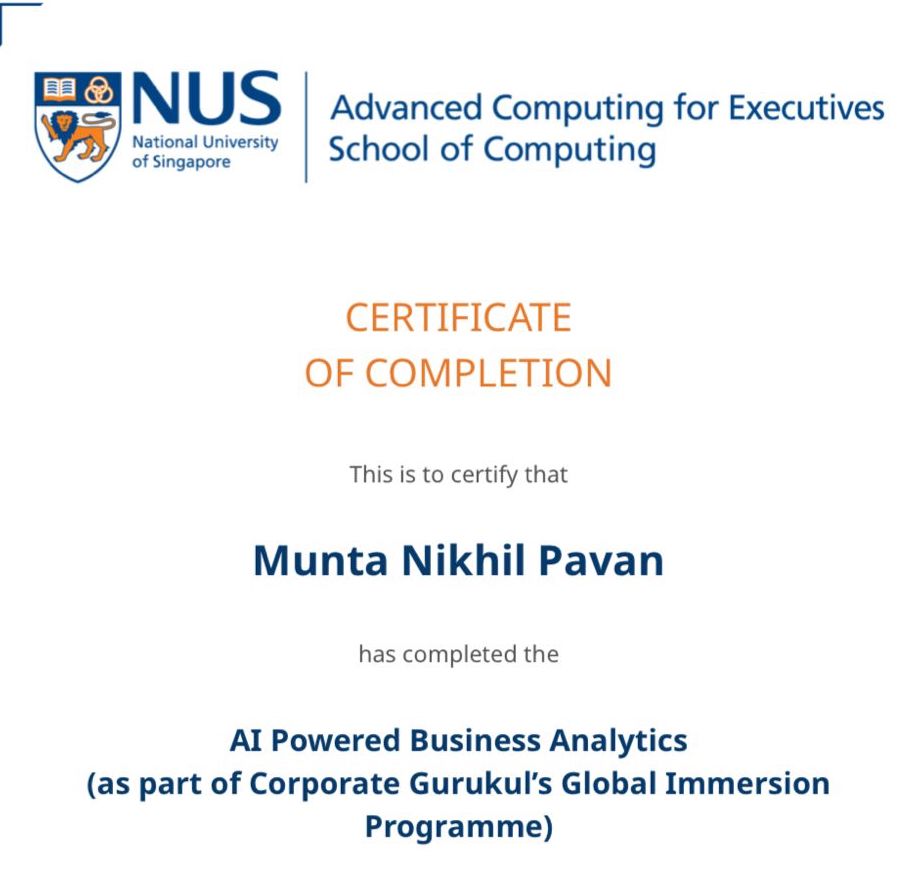 NUS
National University
of Singapore
Advanced Computing for Executives
School of Computing
CERTIFICATE
OF COMPLETION
This is to certify that
Munta Nikhil Pavan
has completed the
AI Powered Business Analytics
(as part of Corporate Gurukul’s Global Immersion
Programme)